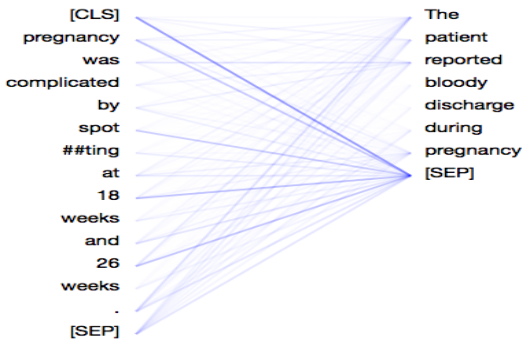 [CLS]
pregnancy
was
complicated
by
spot
##ting
at
18
weeks
and
26
weeks
.
[SEP]
The
patient
reported
bloody
discharge
during
pregnancy
[SEP]